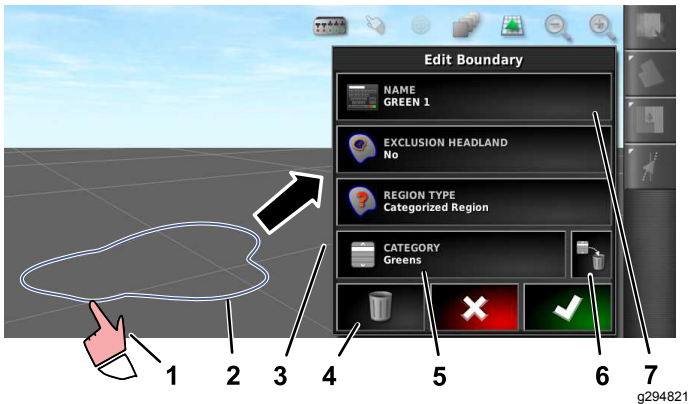 Edit Boundary
NAME
GREEN 1
EXCLUSION HEADLAND
No
REGION TYPE
Categorized Region
CATEGORY
Greens
1 2 3 4 5 6 7
g294821